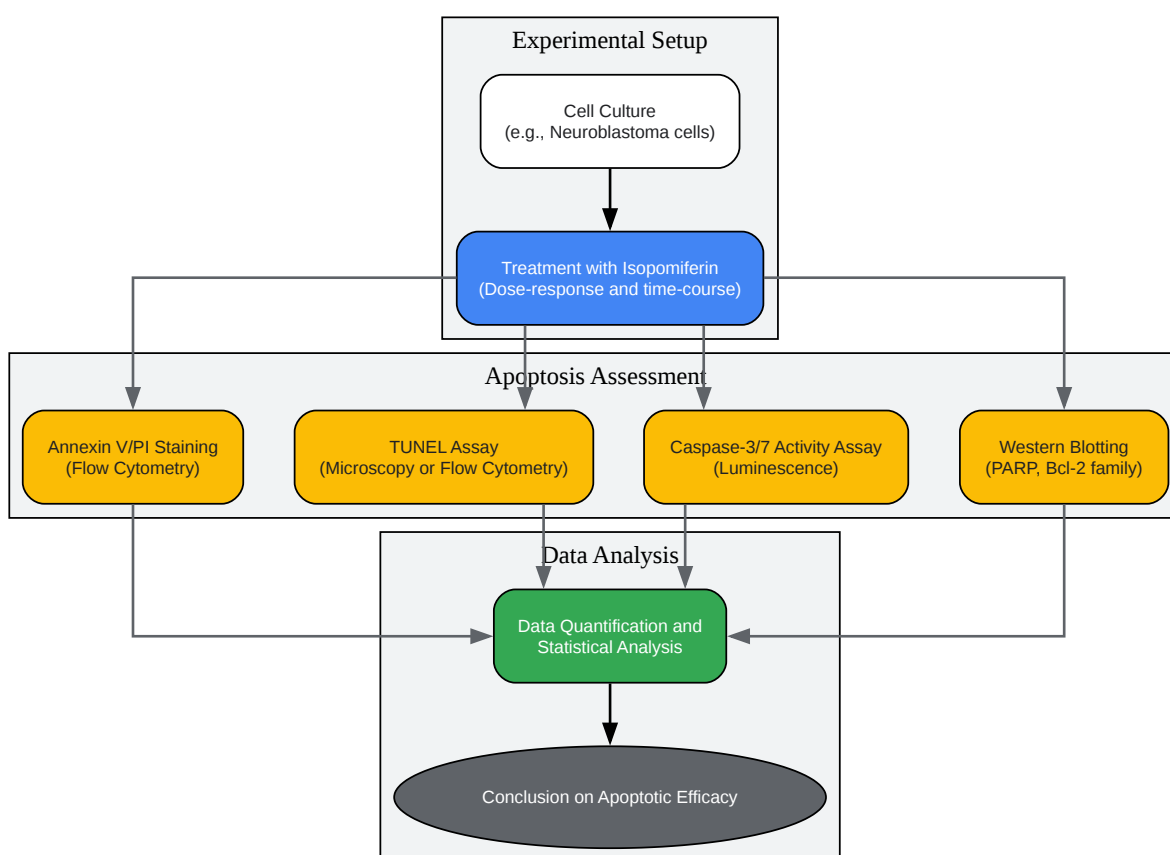 Experimental Setup
Cell Culture
(e.g., Neuroblastoma cells)
Treatment with Isopomiferin
(Dose-response and time-course)
Apoptosis Assessment
Annexin V/PI Staining
(Flow Cytometry)
TUNEL Assay
(Microscopy or Flow Cytometry)
Caspase-3/7 Activity Assay
(Luminescence)
Western Blotting
(PARP, Bcl-2 family)
Data Analysis
Data Quantification and
Statistical Analysis
Conclusion on Apoptotic Efficacy